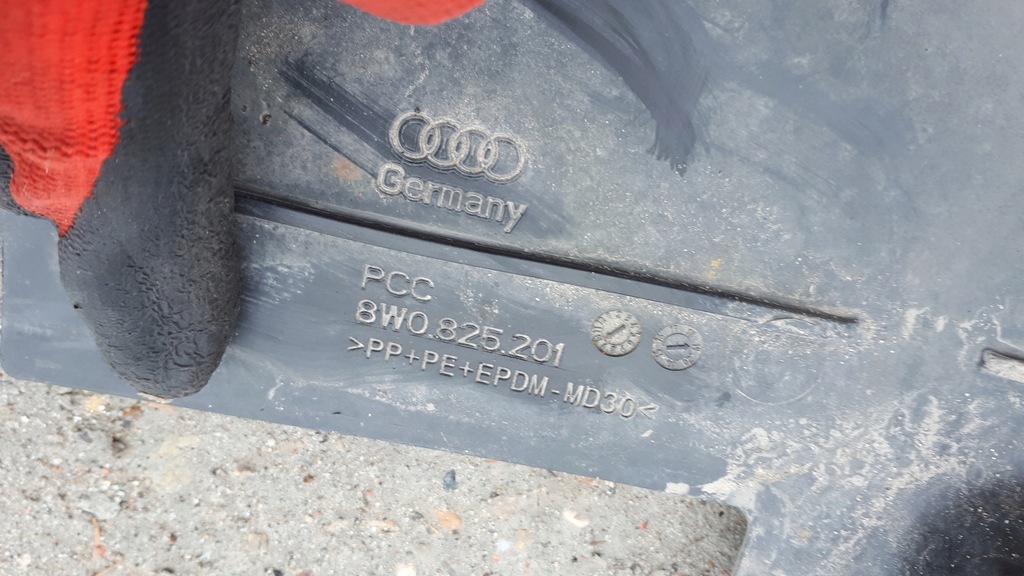 Germany
PCC
8W0.825.201
>PP+PE+EPDM-MD30<